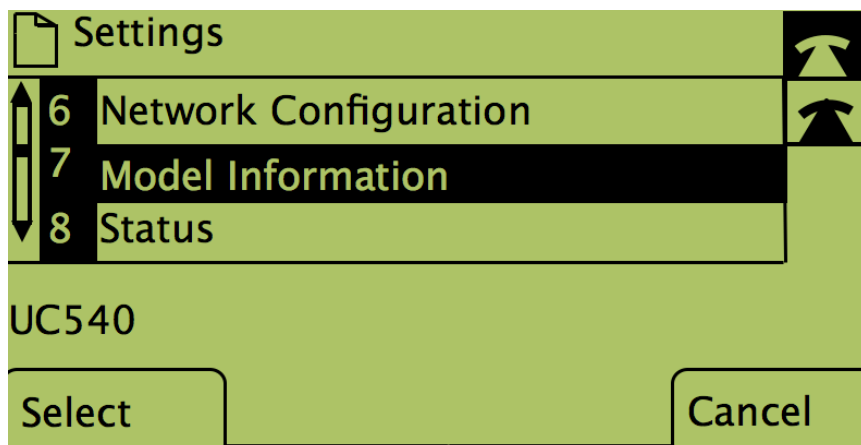 Settings
6 Network Configuration
7 Model Information
8 Status
UC540
Select Cancel